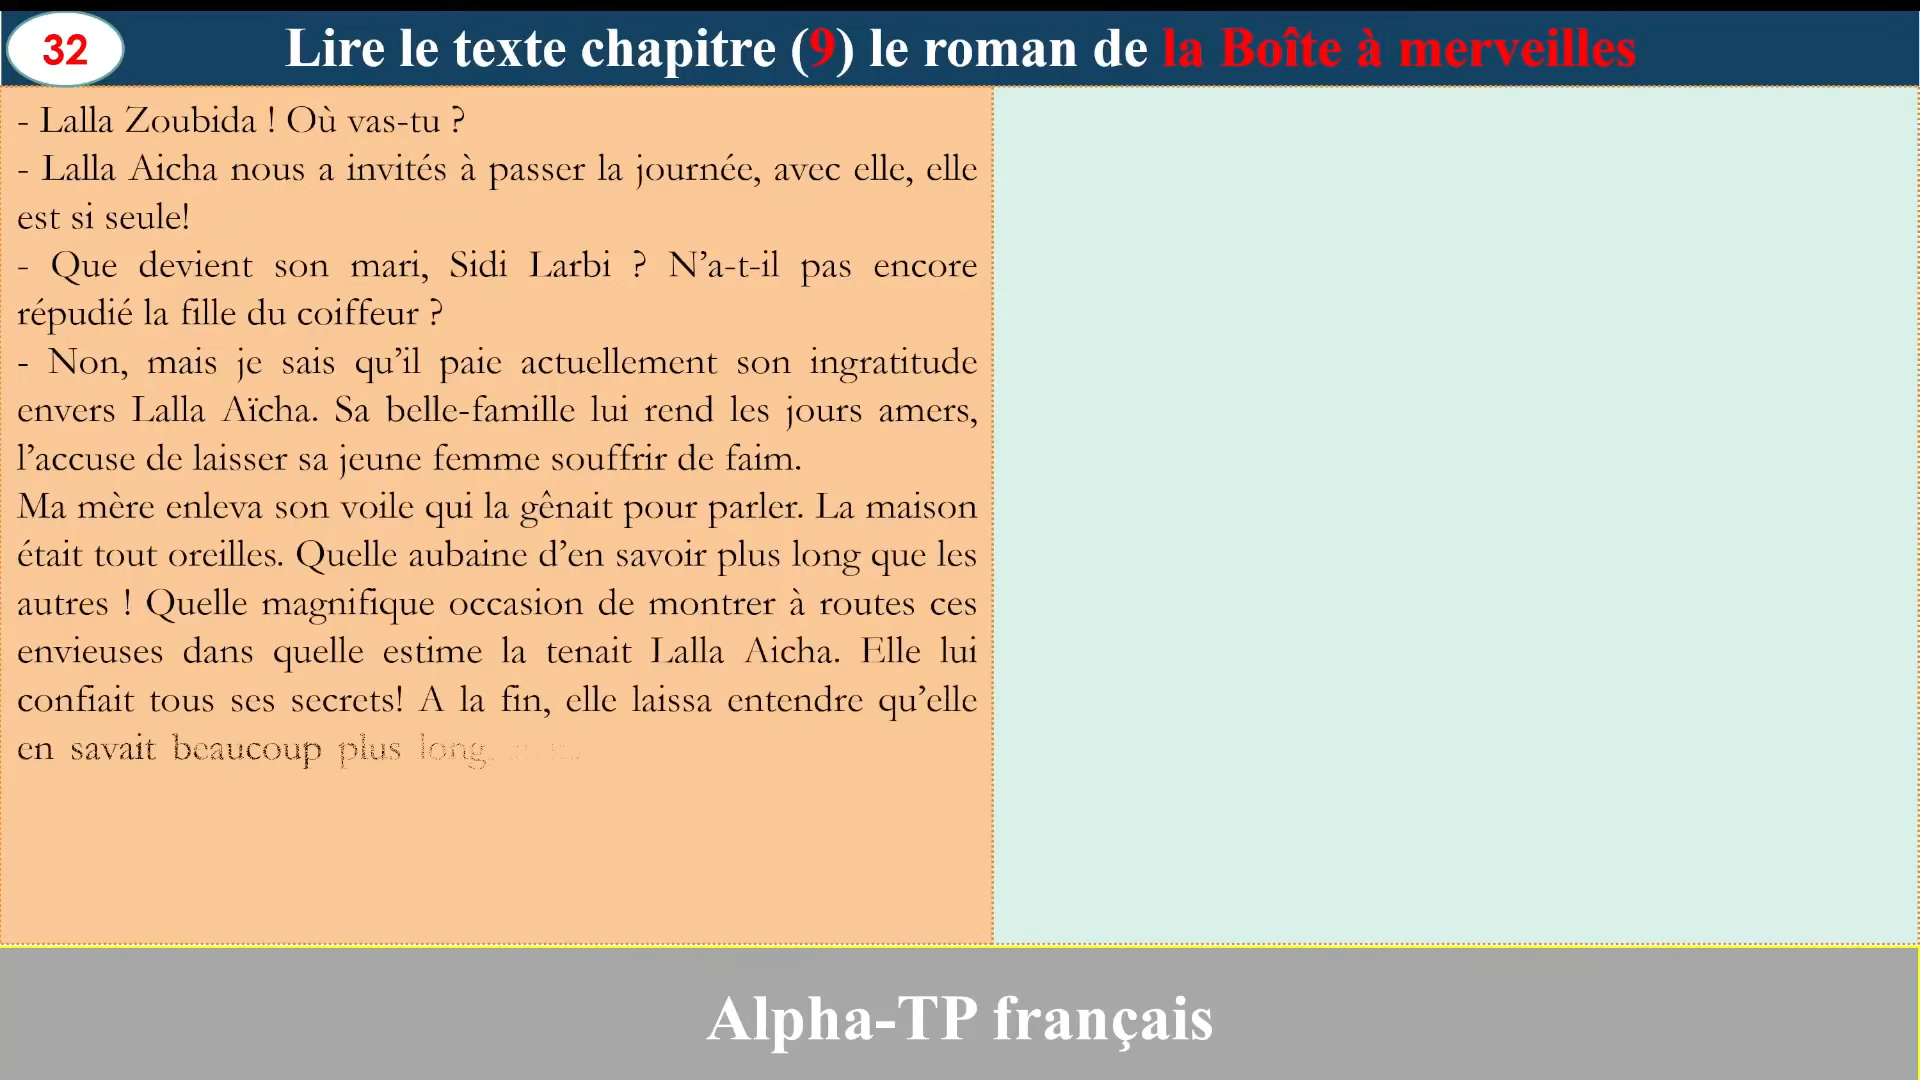 32
Lire le texte chapitre (9) le roman de la Boîte à merveilles
- Lalla Zoubida ! Où vas-tu ?
- Lalla Aicha nous a invités à passer la journée, avec elle, elle
est si seule!
- Que devient son mari, Sidi Larbi ? N’a-t-il pas encore
répudié la fille du coiffeur ?
- Non, mais je sais qu’il paie actuellement son ingratitude
envers Lalla Aïcha. Sa belle-famille lui rend les jours amers,
l’accuse de laisser sa jeune femme souffrir de faim.
Ma mère enleva son voile qui la gênait pour parler. La maison
était tout oreilles. Quelle aubaine d’en savoir plus long que les
autres ! Quelle magnifique occasion de montrer à routes ces
envieuses dans quelle estime la tenait Lalla Aicha. Elle lui
confiait tous ses secrets! A la fin, elle laissa entendre qu’elle
en savait beaucoup plus long,
Alpha-TP français